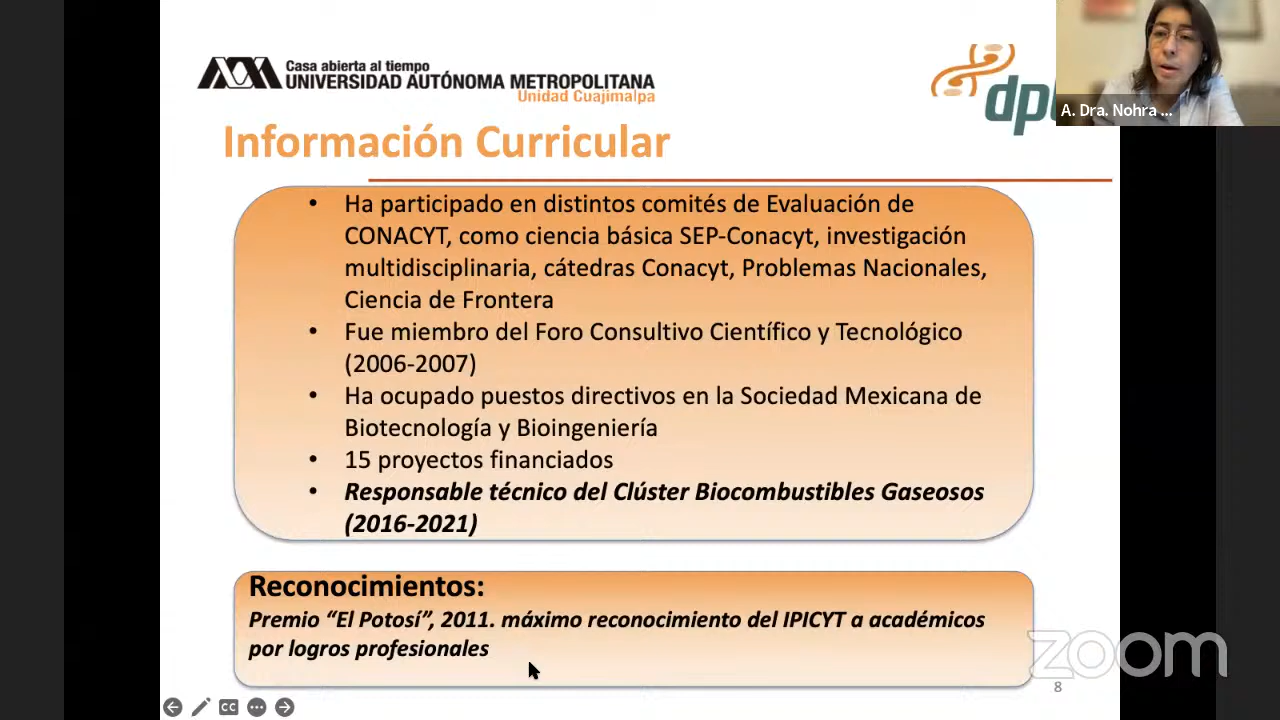 Casa abierta al tiempo
UNIVERSIDAD AUTÓNOMA METROPOLITANA
Unidad Cuajimalpa
A. Dra. Nohra ...
Información Curricular
• Ha participado en distintos comités de Evaluación de
CONACYT, como ciencia básica SEP-Conacyt, investigación
multidisciplinaria, cátedras Conacyt, Problemas Nacionales,
Ciencia de Frontera
• Fue miembro del Foro Consultivo Científico y Tecnológico
(2006-2007)
• Ha ocupado puestos directivos en la Sociedad Mexicana de
Biotecnología y Bioingeniería
• 15 proyectos financiados
• Responsable técnico del Clúster Biocombustibles Gaseosos
(2016-2021)
Reconocimientos:
Premio “El Potosí”, 2011. máximo reconocimiento del IPICYT a académicos
por logros profesionales
zoom
8
CC